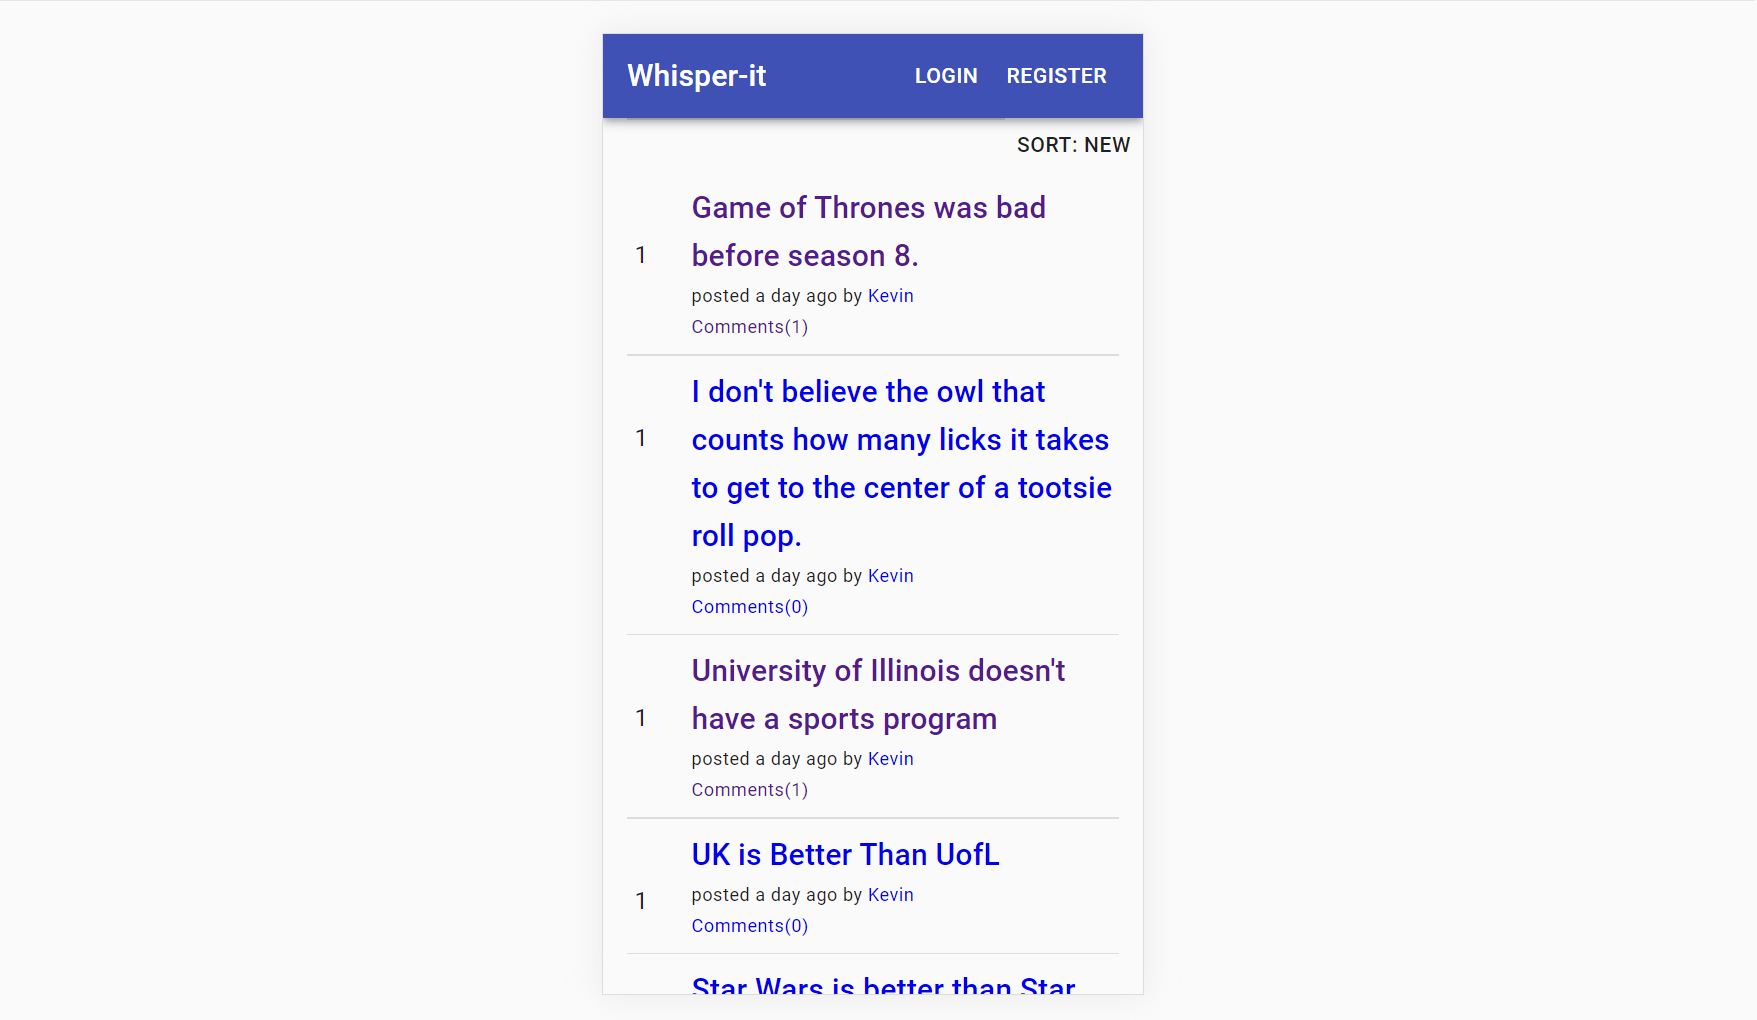 Whisper-it LOGIN REGISTER
SORT: NEW
Game of Thrones was bad
before season 8.
1
posted a day ago by Kevin
Comments(1)
I don't believe the owl that
counts how many licks it takes
1
to get to the center of a tootsie
roll pop.
posted a day ago by Kevin
Comments(0)
University of Illinois doesn't
have a sports program
1
posted a day ago by Kevin
Comments(1)
UK is Better Than UofL
posted a day ago by Kevin
1
Comments(0)
Star Wars is better than Star